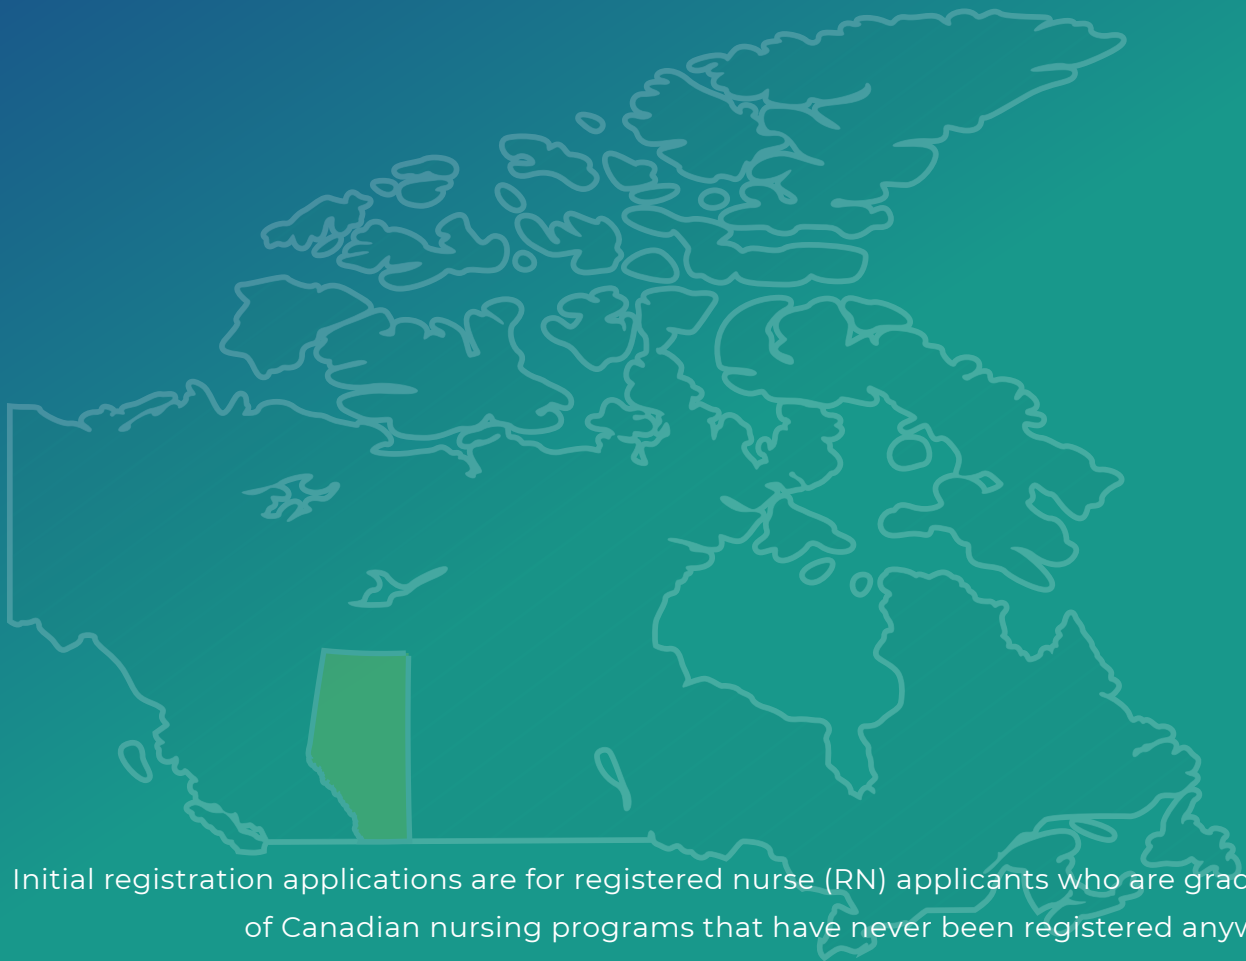 Initial registration applications are for registered nurse (RN) applicants who are grad
of Canadian nursing programs that have never been registered anyw